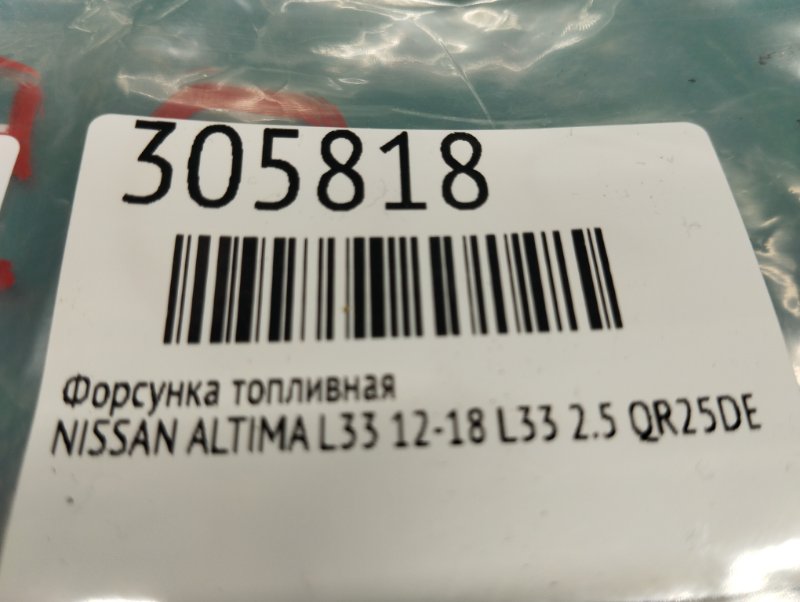 305818
Форсунка топливная
NISSAN ALTIMA L33 12-18 L33 2.5 QR25DE